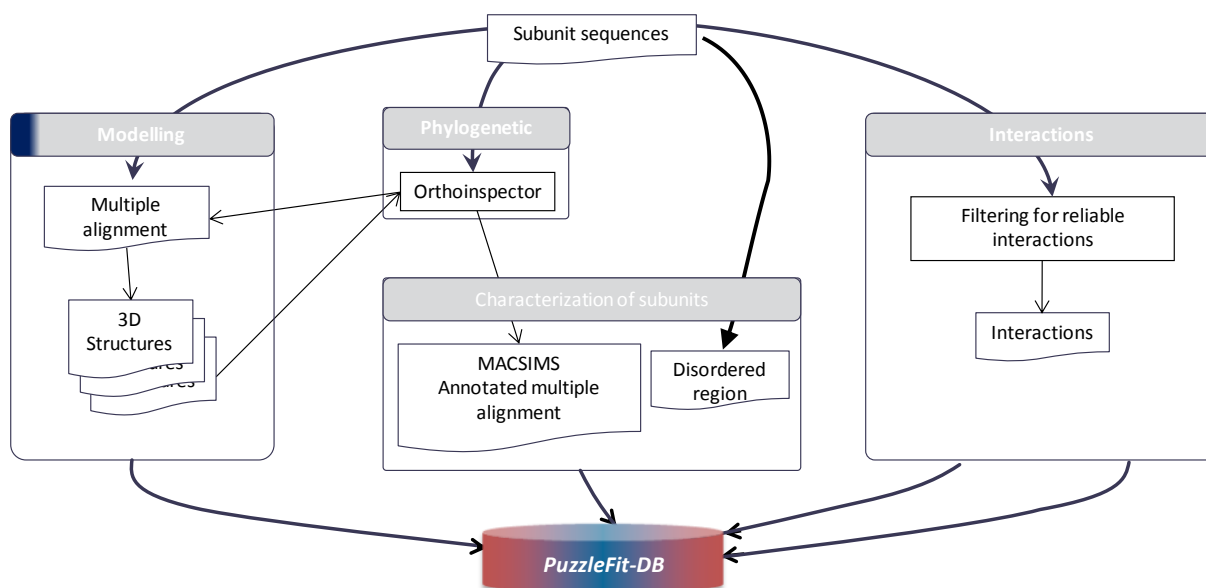 Subunit sequences
Modelling
Phylogenetic
Interactions
Multiple
alignment
Orthoinspector
Filtering for reliable
interactions
3D
Structures
Characterization of subunits
Interactions
MACSIMS
Annotated multiple
alignment
Disordered
region
PuzzleFit-DB